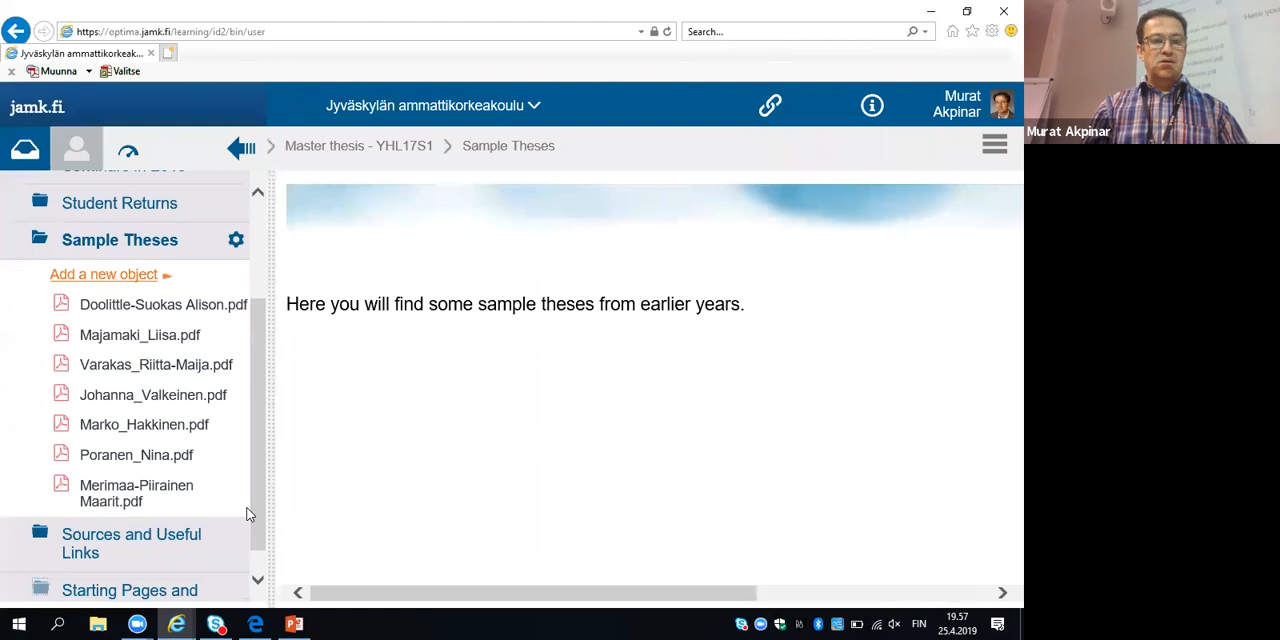 https://optima.jamk.fi/learning/id2/bin/user
Search...
Jyväskylän ammattikorkeak...
x Muunna Valitse
jamk.fi
Jyväskylän ammattikorkeakoulu
Murat
Akpinar
Master thesis - YHL17S1
Sample Theses
Student Returns
Sample Theses
Add a new object
Doolittle-Suokas Alison.pdf
Majamaki_Liisa.pdf
Varakas_Riitta-Maija.pdf
Johanna_Valkeinen.pdf
Marko_Hakkinen.pdf
Poranen_Nina.pdf
Merimaa-Piirainen
Maarit.pdf
Sources and Useful
Links
Starting Pages and
Here you will find some sample theses from earlier years.
Murat Akpinar
FIN
19.57
25.4.2019